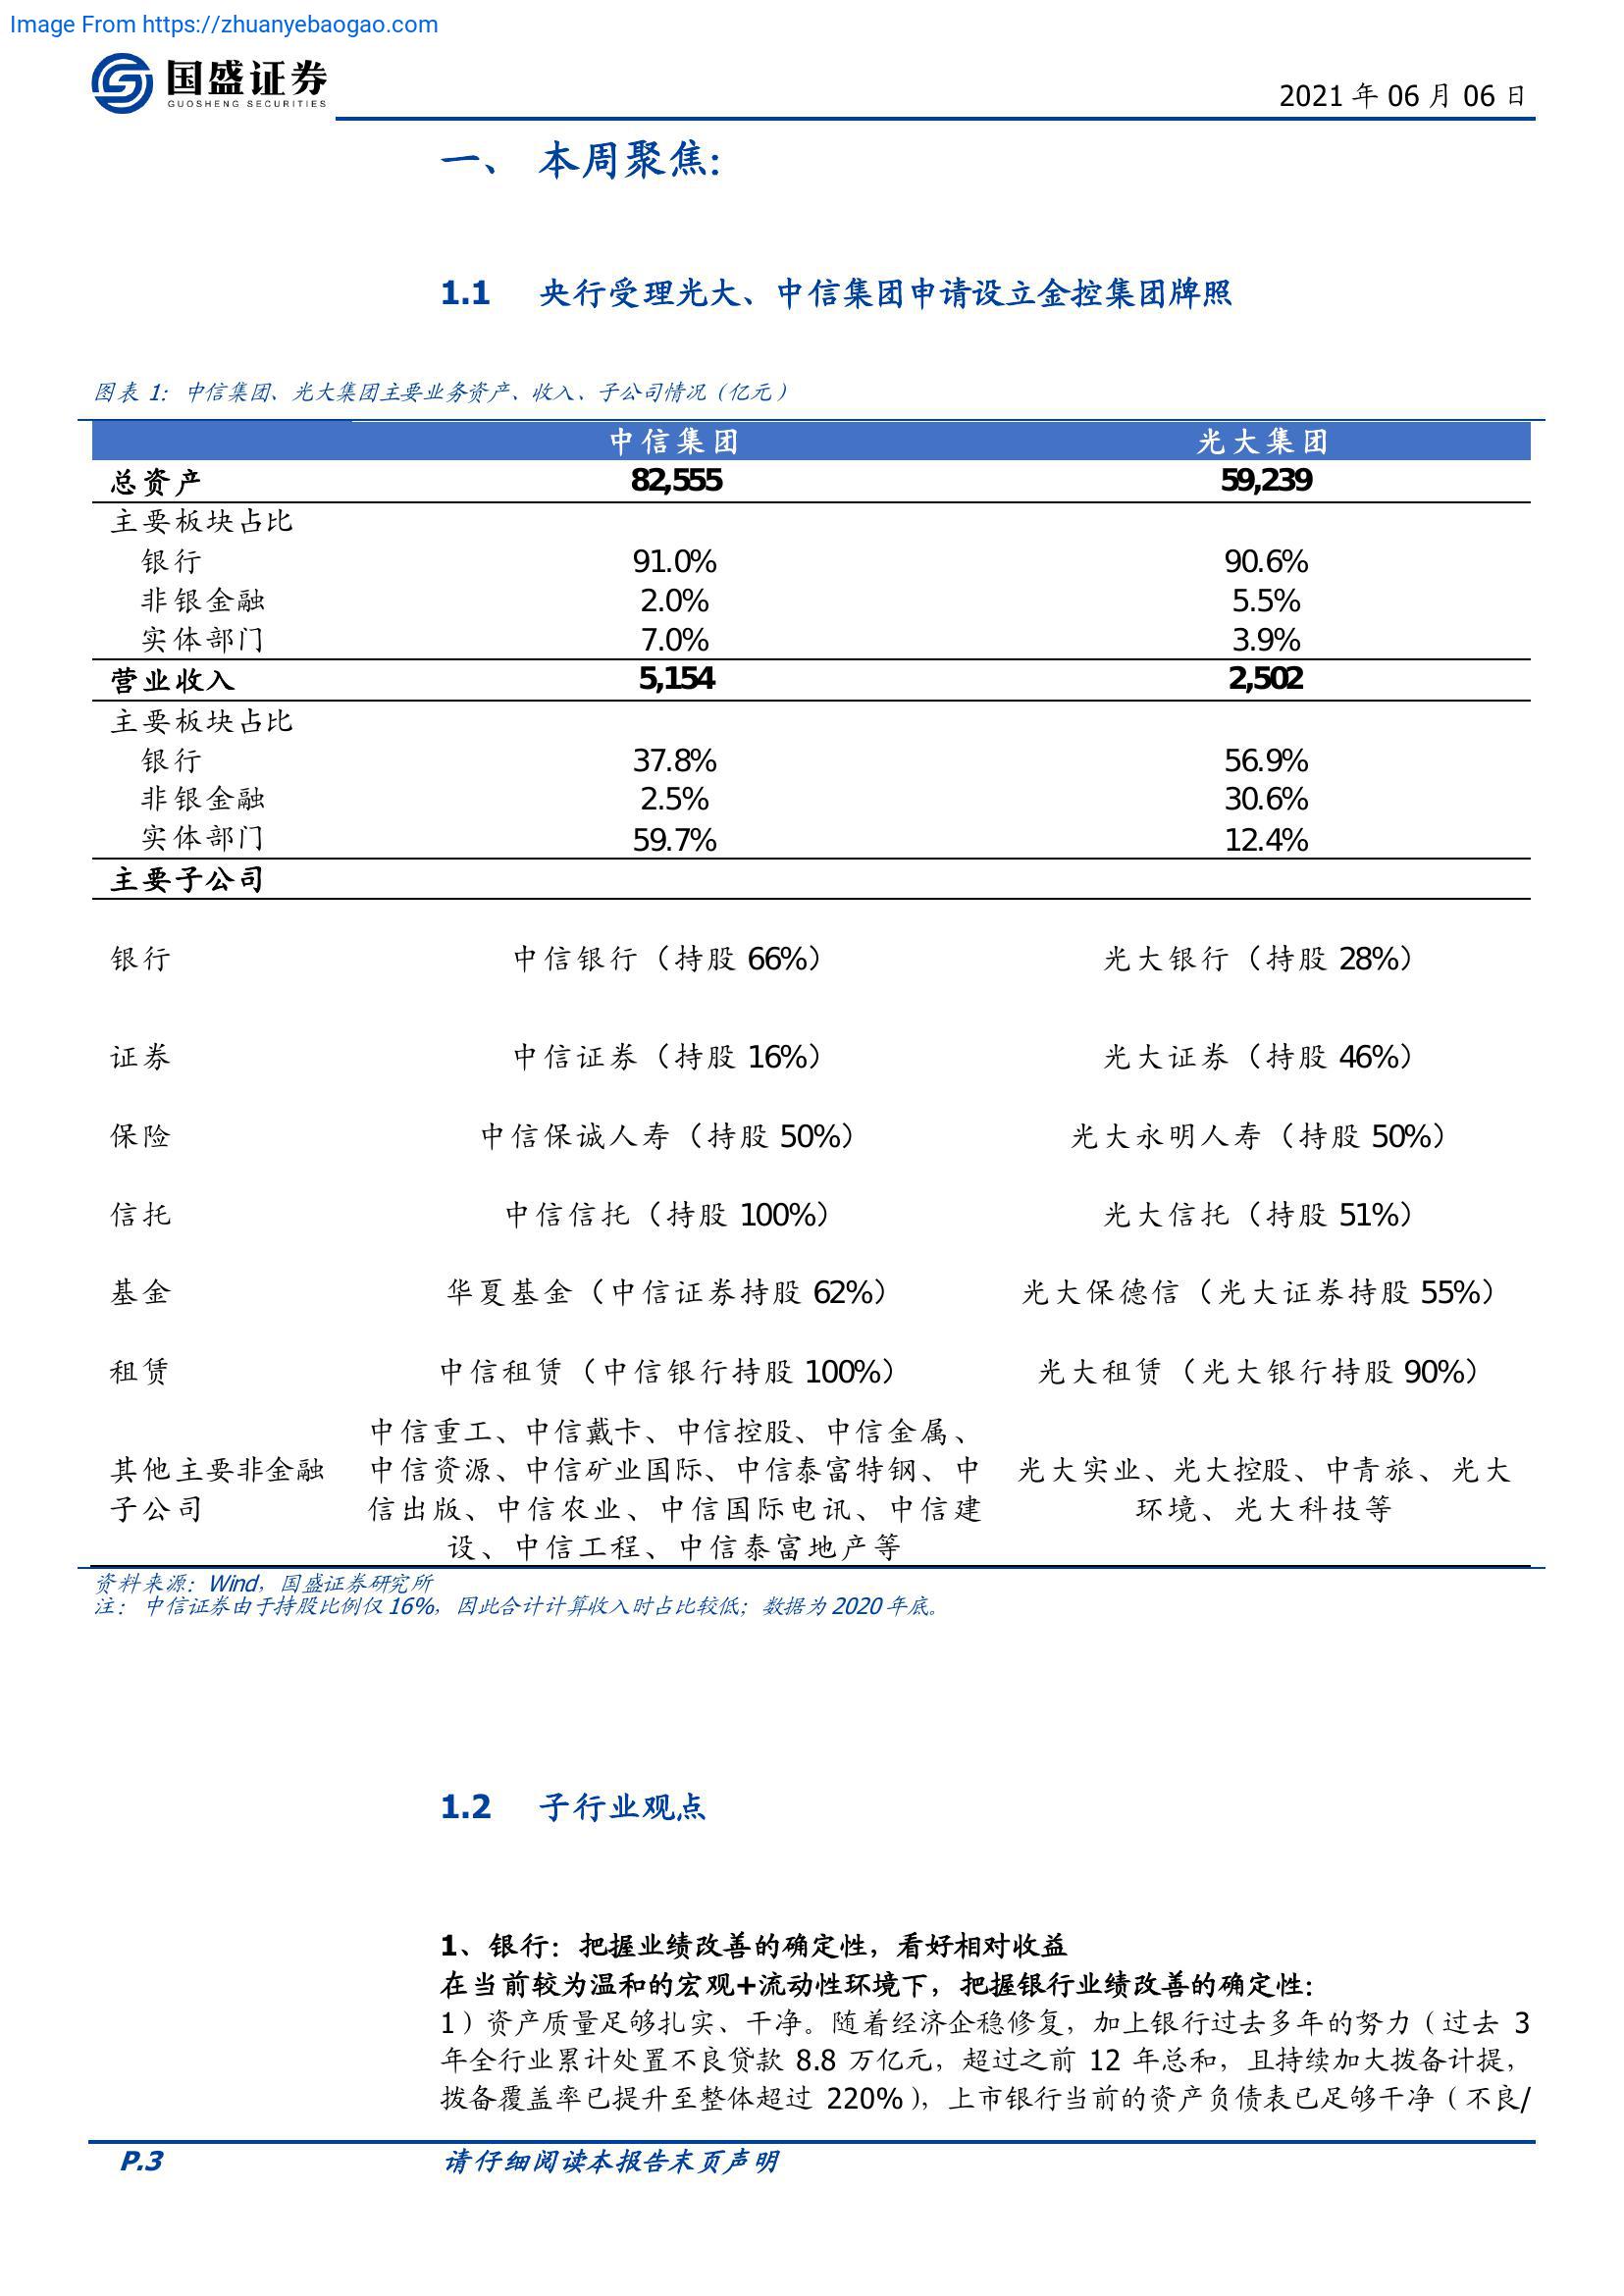 Image From https://zhuanyebaogao.com
国盛证券
GUOSHENG SECURITIES
2021 年 06 月 06 日
一、 本周聚焦：
1.1 央行受理光大、中信集团申请设立金控集团牌照
图表 1：中信集团、光大集团主要业务资产、收入、子公司情况（亿元）
中信集团 光大集团
总资产 82,555 59,239
主要板块占比
银行 91.0% 90.6%
非银金融 2.0% 5.5%
实体部门 7.0% 3.9%
营业收入 5,154 2,502
主要板块占比
银行 37.8% 56.9%
非银金融 2.5% 30.6%
实体部门 59.7% 12.4%
主要子公司
银行 中信银行（持股 66%） 光大银行（持股 28%）
证券 中信证券（持股 16%） 光大证券（持股 46%）
保险 中信保诚人寿（持股 50%） 光大永明人寿（持股 50%）
信托 中信信托（持股 100%） 光大信托（持股 51%）
基金 华夏基金（中信证券持股 62%） 光大保德信（光大证券持股 55%）
租赁 中信租赁（中信银行持股 100%） 光大租赁（光大银行持股 90%）
其他主要非金融
子公司
中信重工、中信戴卡、中信控股、中信金属、
中信资源、中信矿业国际、中信泰富特钢、中
信出版、中信农业、中信国际电讯、中信建
设、中信工程、中信泰富地产等
光大实业、光大控股、中青旅、光大
环境、光大科技等
资料来源：Wind，国盛证券研究所
注：中信证券由于持股比例仅 16%，因此合计计算收入时占比较低；数据为 2020 年底。
1.2 子行业观点
1、银行：把握业绩改善的确定性，看好相对收益
在当前较为温和的宏观+流动性环境下，把握银行业绩改善的确定性：
1）资产质量足够扎实、干净。随着经济企稳修复，加上银行过去多年的努力（过去 3
年全行业累计处置不良贷款 8.8 万亿元，超过之前 12 年总和，且持续加大拨备计提，
拨备覆盖率已提升至整体超过 220%），上市银行当前的资产负债表已足够干净（不良/
P.3 请仔细阅读本报告末页声明